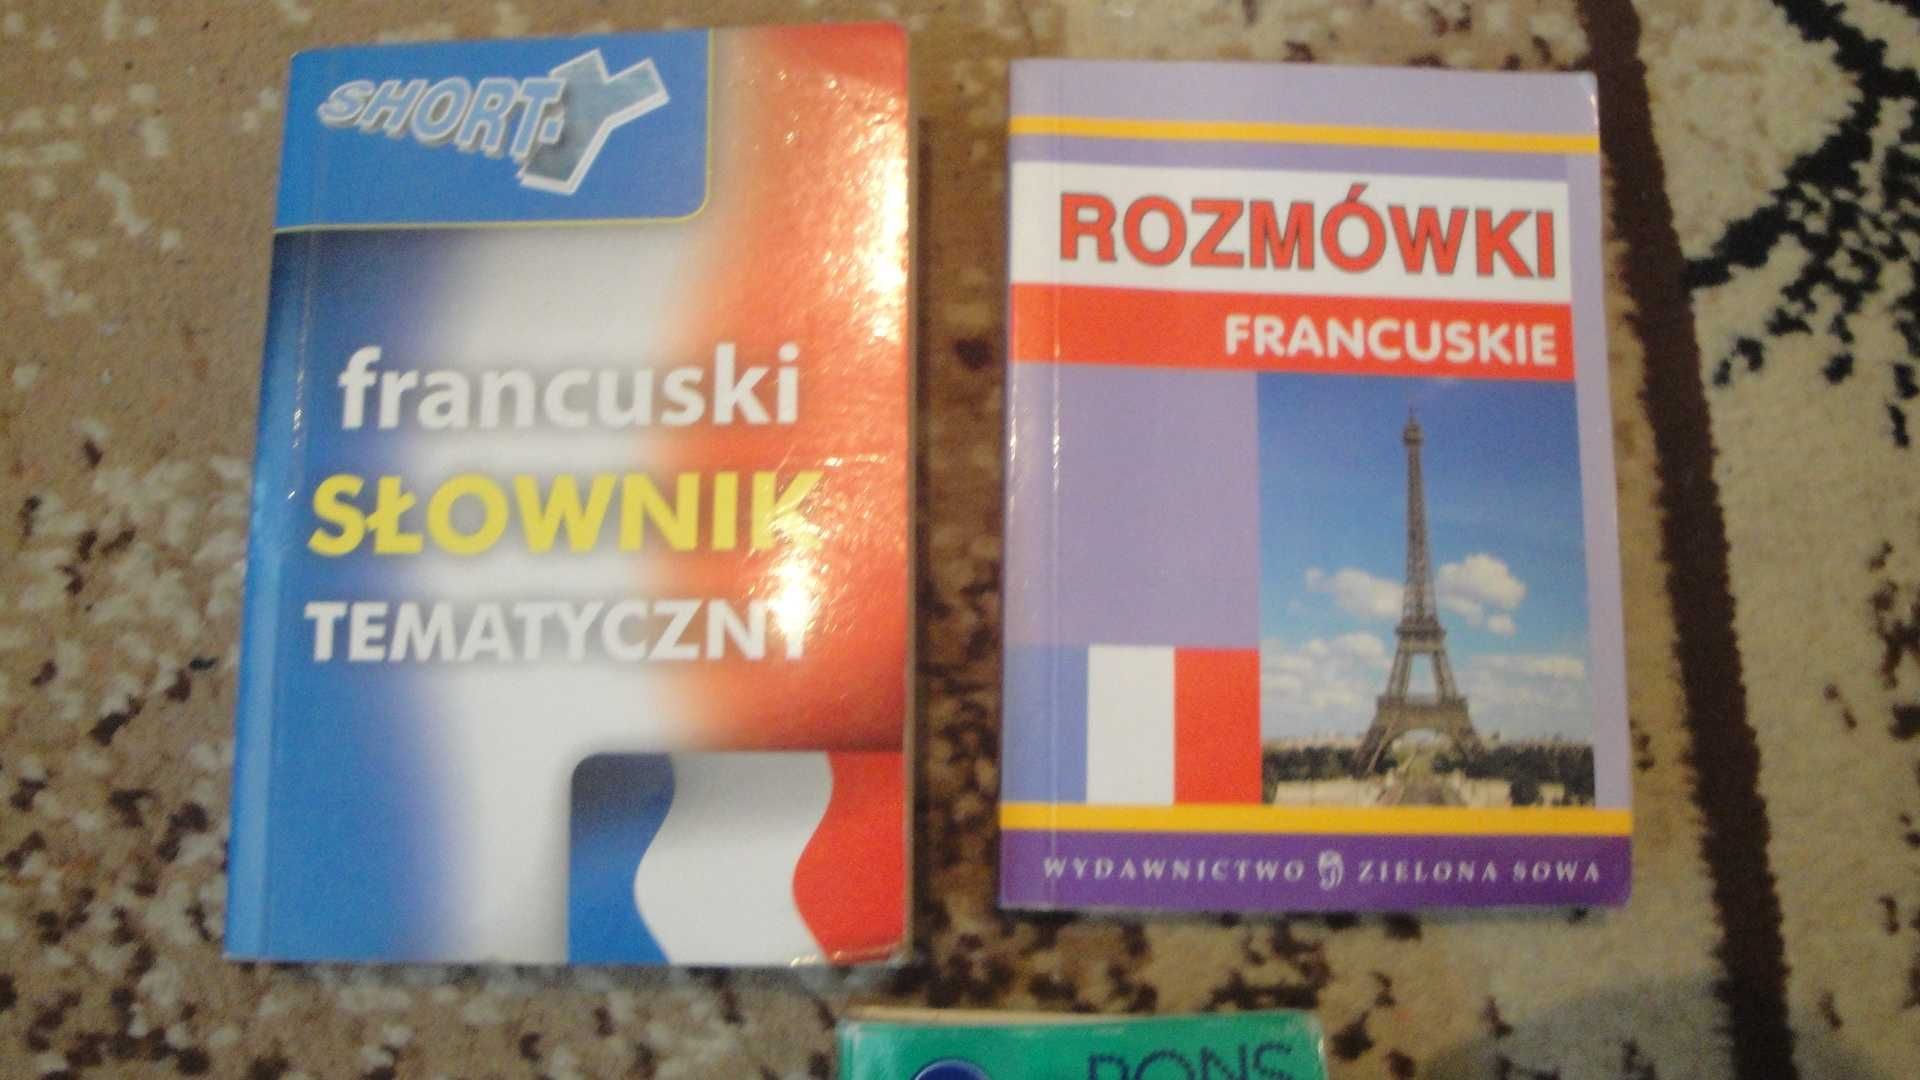 SHORT.Y
francuski
SŁOWNIK
TEMATYCZNY
ROZMÓWKI
FRANCUSKIE
WYDAWNICTWO ZIELONA SOWA
PONS